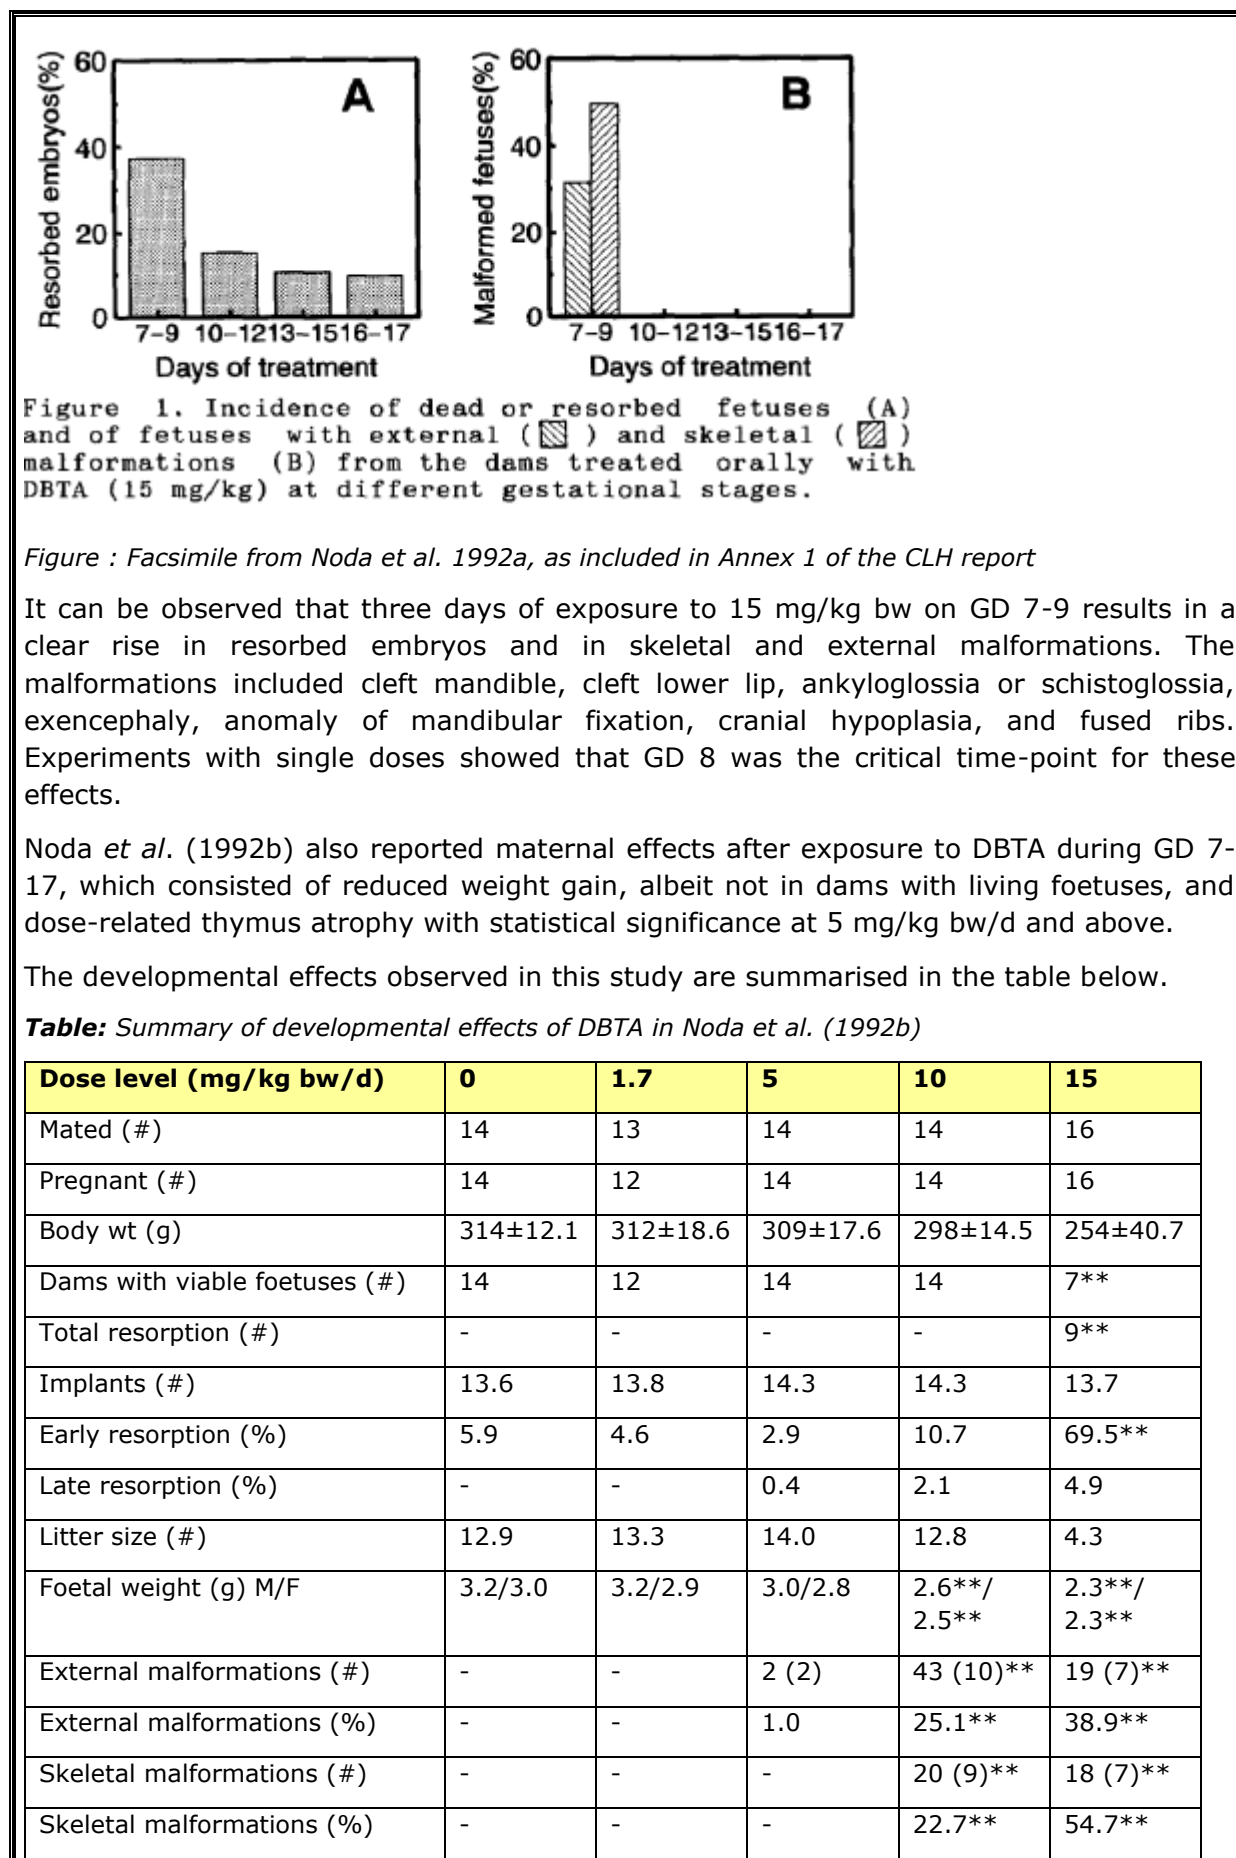 60
40
20
0
Resorbed embryos(%)
A
7–9 10–1213–1516–17
Days of treatment
60
40
20
0
Malformed fetuses(%)
B
7–9 10–1213–1516–17
Days of treatment
Figure 1. Incidence of dead or resorbed fetuses (A)
and of fetuses with external ( ) and skeletal ( )
malformations (B) from the dams treated orally with
DBTA (15 mg/kg) at different gestational stages.
Figure : Facsimile from Noda et al. 1992a, as included in Annex 1 of the CLH report
It can be observed that three days of exposure to 15 mg/kg bw on GD 7-9 results in a
clear rise in resorbed embryos and in skeletal and external malformations. The
malformations included cleft mandible, cleft lower lip, ankyloglossia or schistoglossia,
exencephaly, anomaly of mandibular fixation, cranial hypoplasia, and fused ribs.
Experiments with single doses showed that GD 8 was the critical time-point for these
effects.
Noda et al. (1992b) also reported maternal effects after exposure to DBTA during GD 7-
17, which consisted of reduced weight gain, albeit not in dams with living foetuses, and
dose-related thymus atrophy with statistical significance at 5 mg/kg bw/d and above.
The developmental effects observed in this study are summarised in the table below.
Table: Summary of developmental effects of DBTA in Noda et al. (1992b)
Dose level (mg/kg bw/d) 0 1.7 5 10 15
Mated (#) 14 13 14 14 16
Pregnant (#) 14 12 14 14 16
Body wt (g) 314±12.1 312±18.6 309±17.6 298±14.5 254±40.7
Dams with viable foetuses (#) 14 12 14 14 7**
Total resorption (#) - - - - 9**
Implants (#) 13.6 13.8 14.3 14.3 13.7
Early resorption (%) 5.9 4.6 2.9 10.7 69.5**
Late resorption (%) - - 0.4 2.1 4.9
Litter size (#) 12.9 13.3 14.0 12.8 4.3
Foetal weight (g) M/F 3.2/3.0 3.2/2.9 3.0/2.8 2.6**/ 2.3**/
2.5** 2.3**
External malformations (#) - - 2 (2) 43 (10)** 19 (7)**
External malformations (%) - - 1.0 25.1** 38.9**
Skeletal malformations (#) - - - 20 (9)** 18 (7)**
Skeletal malformations (%) - - - 22.7** 54.7**